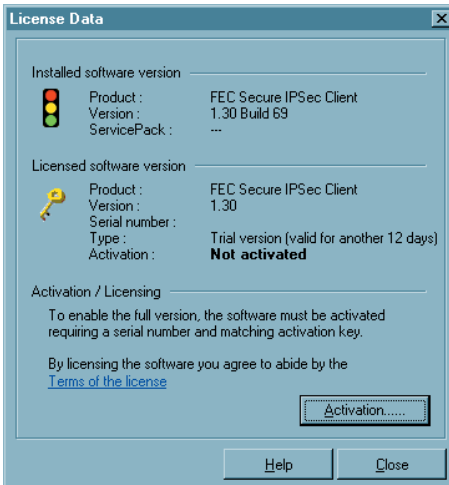 License Data
Installed software version
Product : FEC Secure IPSec Client
Version : 1.30 Build 69
ServicePack : ---
Licensed software version
Product : FEC Secure IPSec Client
Version : 1.30
Serial number :
Type : Trial version (valid for another 12 days)
Activation : Not activated
Activation / Licensing
To enable the full version, the software must be activated
requiring a serial number and matching activation key.
By licensing the software you agree to abide by the
Terms of the license
Activation......
Help Close